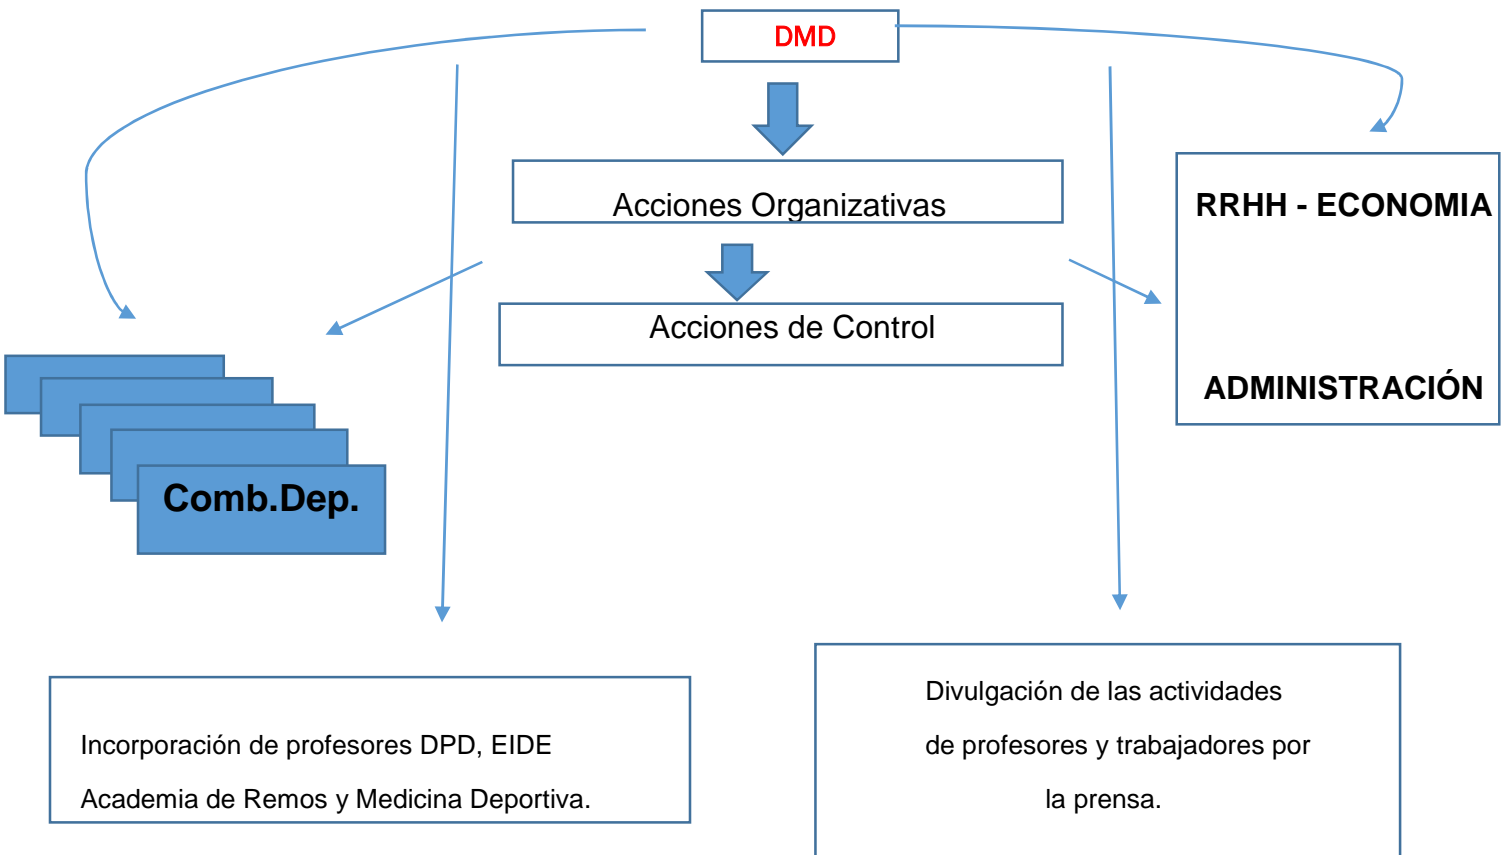 DMD
Acciones Organizativas
RRHH - ECONOMIA
Acciones de Control
ADMINISTRACIÓN
Comb.Dep.
Incorporación de profesores DPD, EIDE
Academia de Remos y Medicina Deportiva.
Divulgación de las actividades
de profesores y trabajadores por
la prensa.